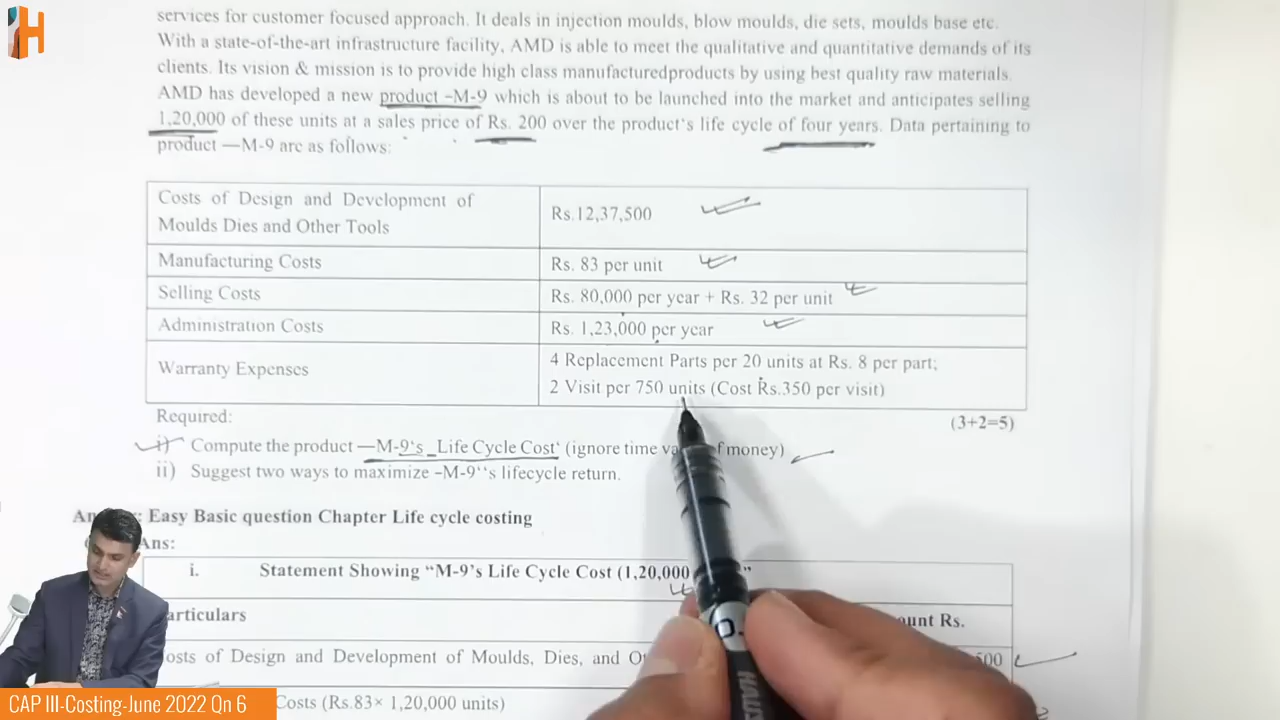 H
services for customer focused approach. It deals in injection moulds, blow moulds, die sets, moulds base etc.
With a state-of-the-art infrastructure facility, AMD is able to meet the qualitative and quantitative demands of its
clients. Its vision & mission is to provide high class manufacturedproducts by using best quality raw materials.
AMD has developed a new product –M-9 which is about to be launched into the market and anticipates selling
1,20,000 of these units at a sales price of Rs. 200 over the product's life cycle of four years. Data pertaining to
product —M-9 are as follows:
Costs of Design and Development of Rs.12,37,500
Moulds Dies and Other Tools
Manufacturing Costs Rs. 83 per unit
Selling Costs Rs. 80,000 per year + Rs. 32 per unit
Administration Costs Rs. 1,23,000 per year
Warranty Expenses 4 Replacement Parts per 20 units at Rs. 8 per part;
2 Visit per 750 units (Cost Rs.350 per visit)
Required: (3+2=5)
i) Compute the product —M-9's _Life Cycle Cost' (ignore time of money)
ii) Suggest two ways to maximize -M-9''s lifecycle return.
Easy Basic question Chapter Life cycle costing
Ans:
i. Statement Showing "M-9's Life Cycle Cost (1,20,000 "
articulars unt Rs.
osts of Design and Development of Moulds, Dies, and 500
Costs (Rs.83× 1,20,000 units)
CAP III-Costing-June 2022 Qn 6